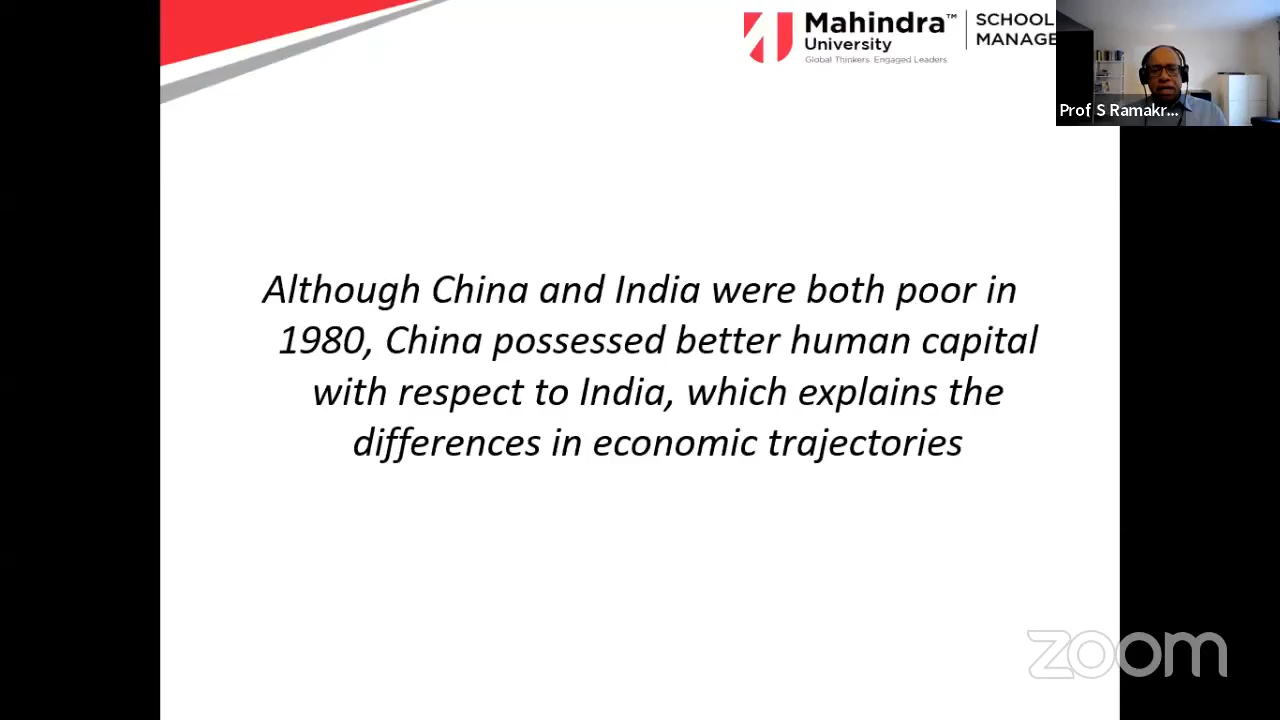 Mahindra™
University
Global Thinkers. Engaged Leaders.
SCHOOL
MANAGE
Prof S Ramakr...
Although China and India were both poor in
1980, China possessed better human capital
with respect to India, which explains the
differences in economic trajectories
zoom